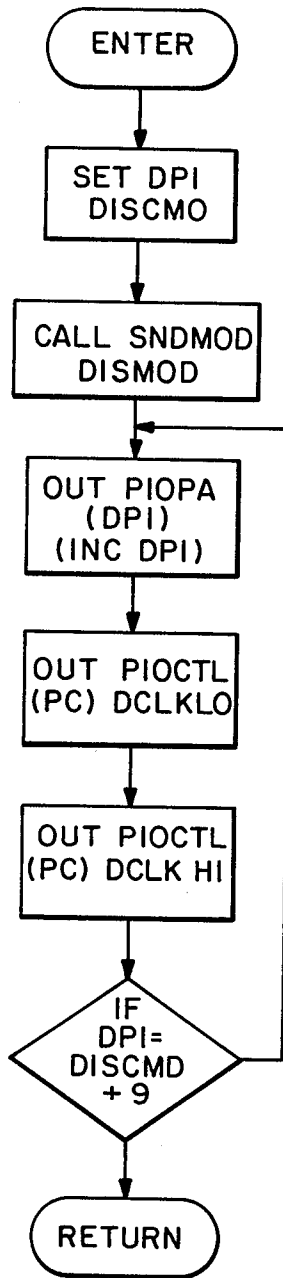 ENTER
SET DPI
DISCMO
CALL SNDMOD
DISMOD
OUT PIOPA
(DPI)
(INC DPI)
OUT PIOCTL
(PC) DCLKLO
OUT PIOCTL
(PC) DCLK HI
IF
DPI=
DISCMD
+ 9
RETURN